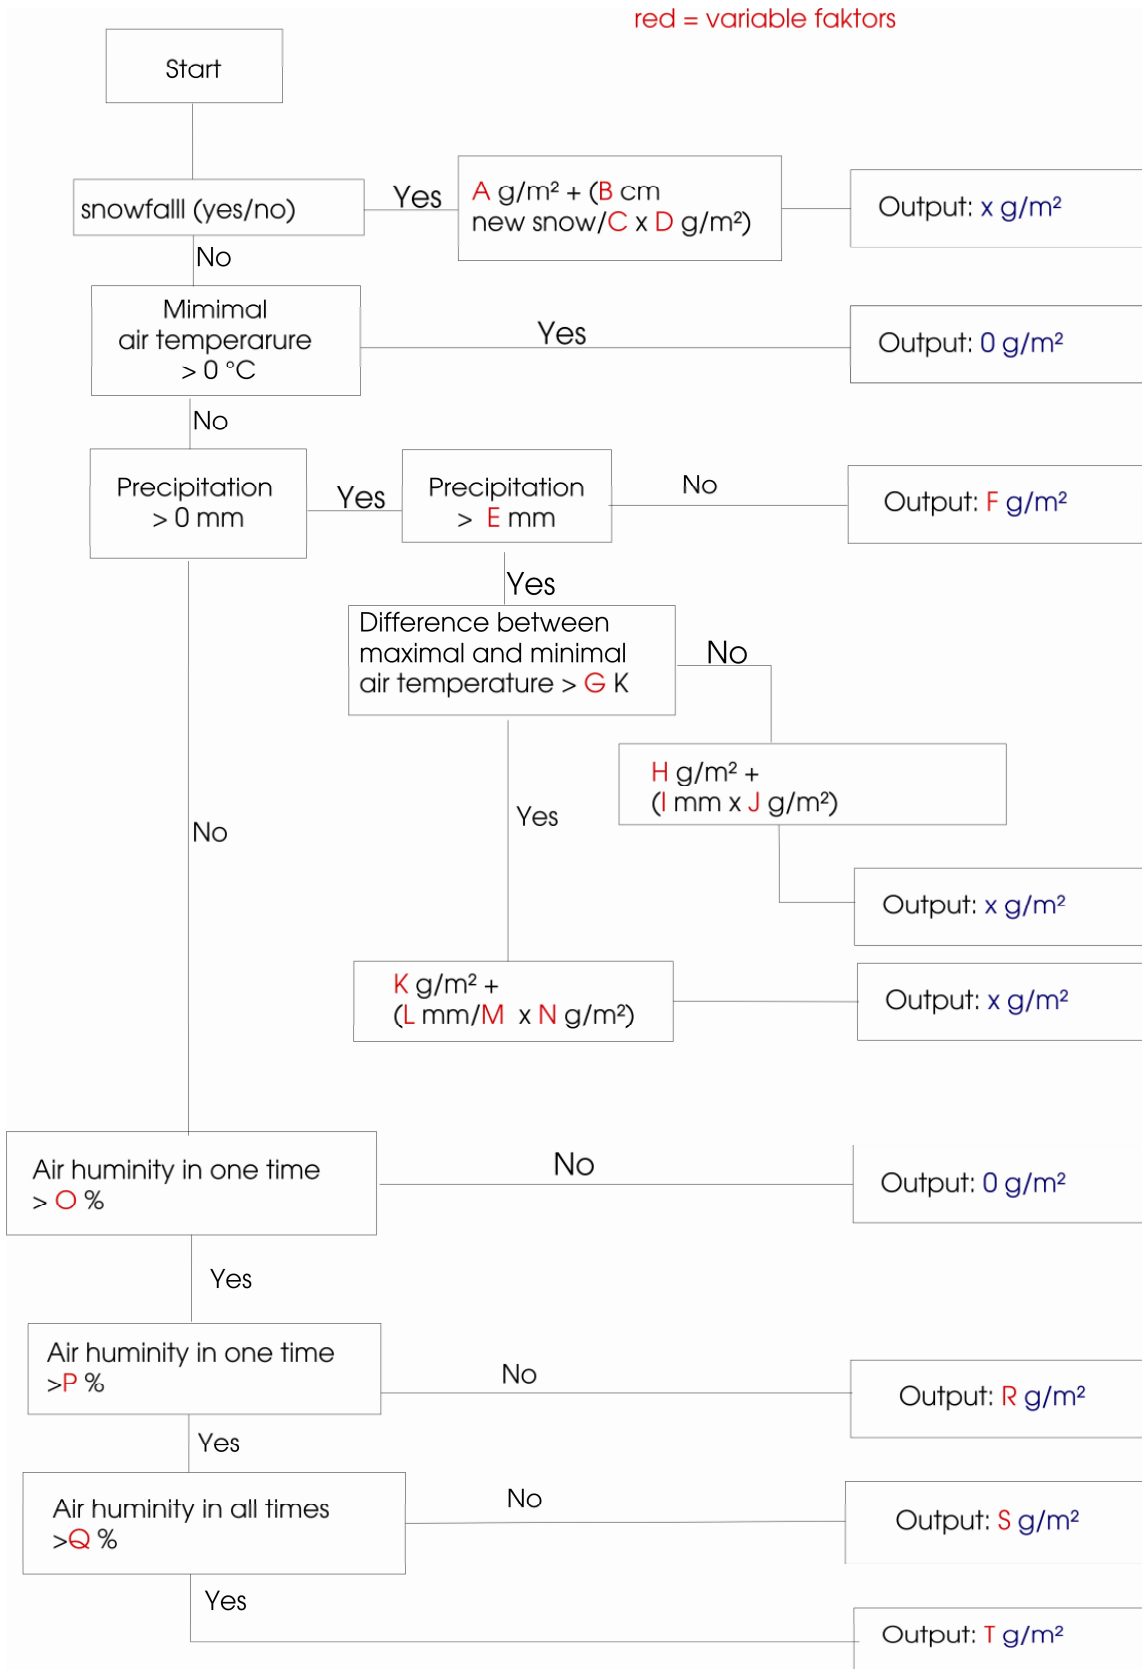 red = variable faktors
Start
snowfalll (yes/no)
Yes
A g/m² + (B cm
new snow/C x D g/m²)
Output: x g/m²
No
Mimimal
air temperarure
> 0 °C
Yes
Output: 0 g/m²
No
Precipitation
> 0 mm
Yes
Precipitation
> E mm
No
Output: F g/m²
Yes
Difference between
maximal and minimal
air temperature > G K
No
H g/m² +
(I mm x J g/m²)
Yes
No
Output: x g/m²
K g/m² +
(L mm/M x N g/m²)
Output: x g/m²
Air huminity in one time
> O %
No
Output: 0 g/m²
Yes
Air huminity in one time
>P %
No
Output: R g/m²
Yes
Air huminity in all times
>Q %
No
Output: S g/m²
Yes
Output: T g/m²